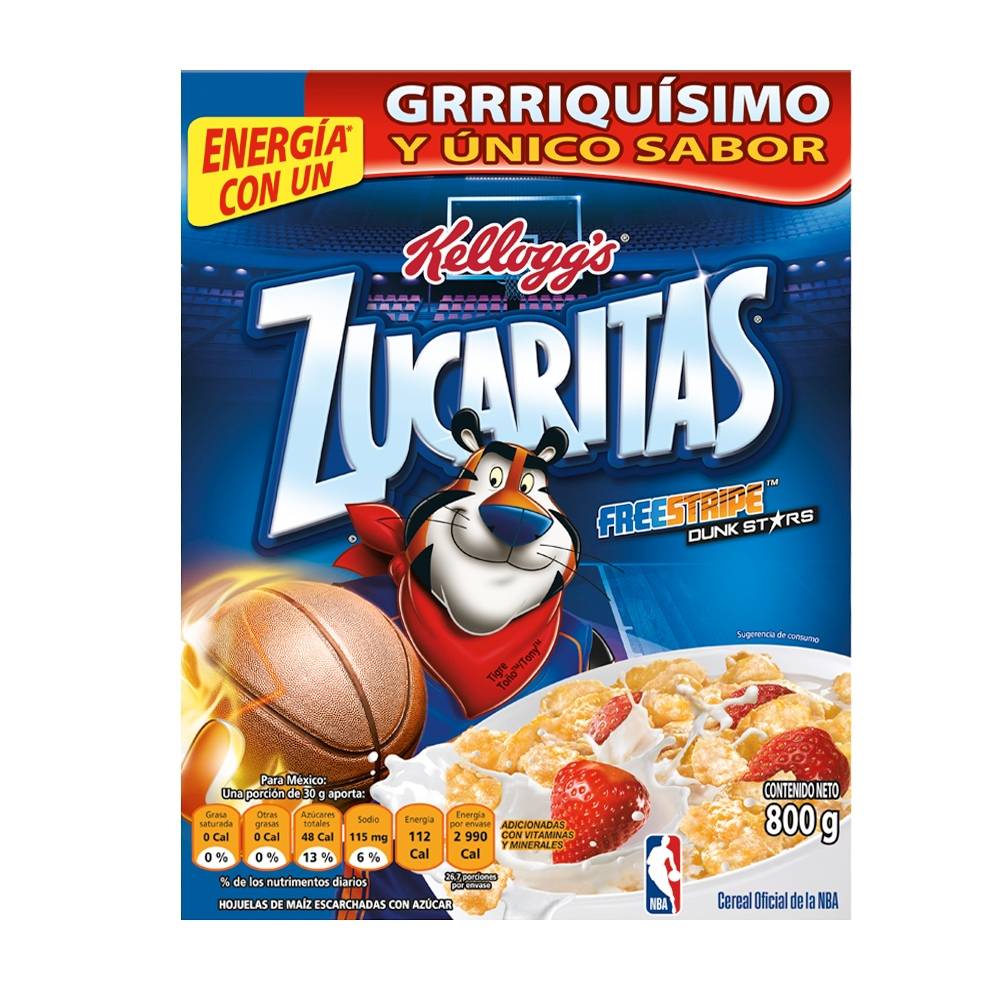 GRRRIQUÍSIMO
Y ÚNICO SABOR
ENERGÍA*
CON UN
Kellogg's®
ZUCARITAS®
FREESTRIPE™
DUNK STARS
Tigre
Toño™/Tony™
Sugerencia de consumo
Para México:
Una porción de 30 g aporta:
Grasa saturada 0 Cal 0 %
Otras grasas 0 Cal 0 %
Azúcares totales 48 Cal 13 %
Sodio 115 mg 6 %
Energía 112 Cal
Energía por envase 2 990 Cal
% de los nutrimentos diarios
26,7 porciones
por envase
HOJUELAS DE MAÍZ ESCARCHADAS CON AZÚCAR
ADICIONADAS
CON VITAMINAS
Y MINERALES
CONTENIDO NETO
800 g
NBA
Cereal Oficial de la NBA